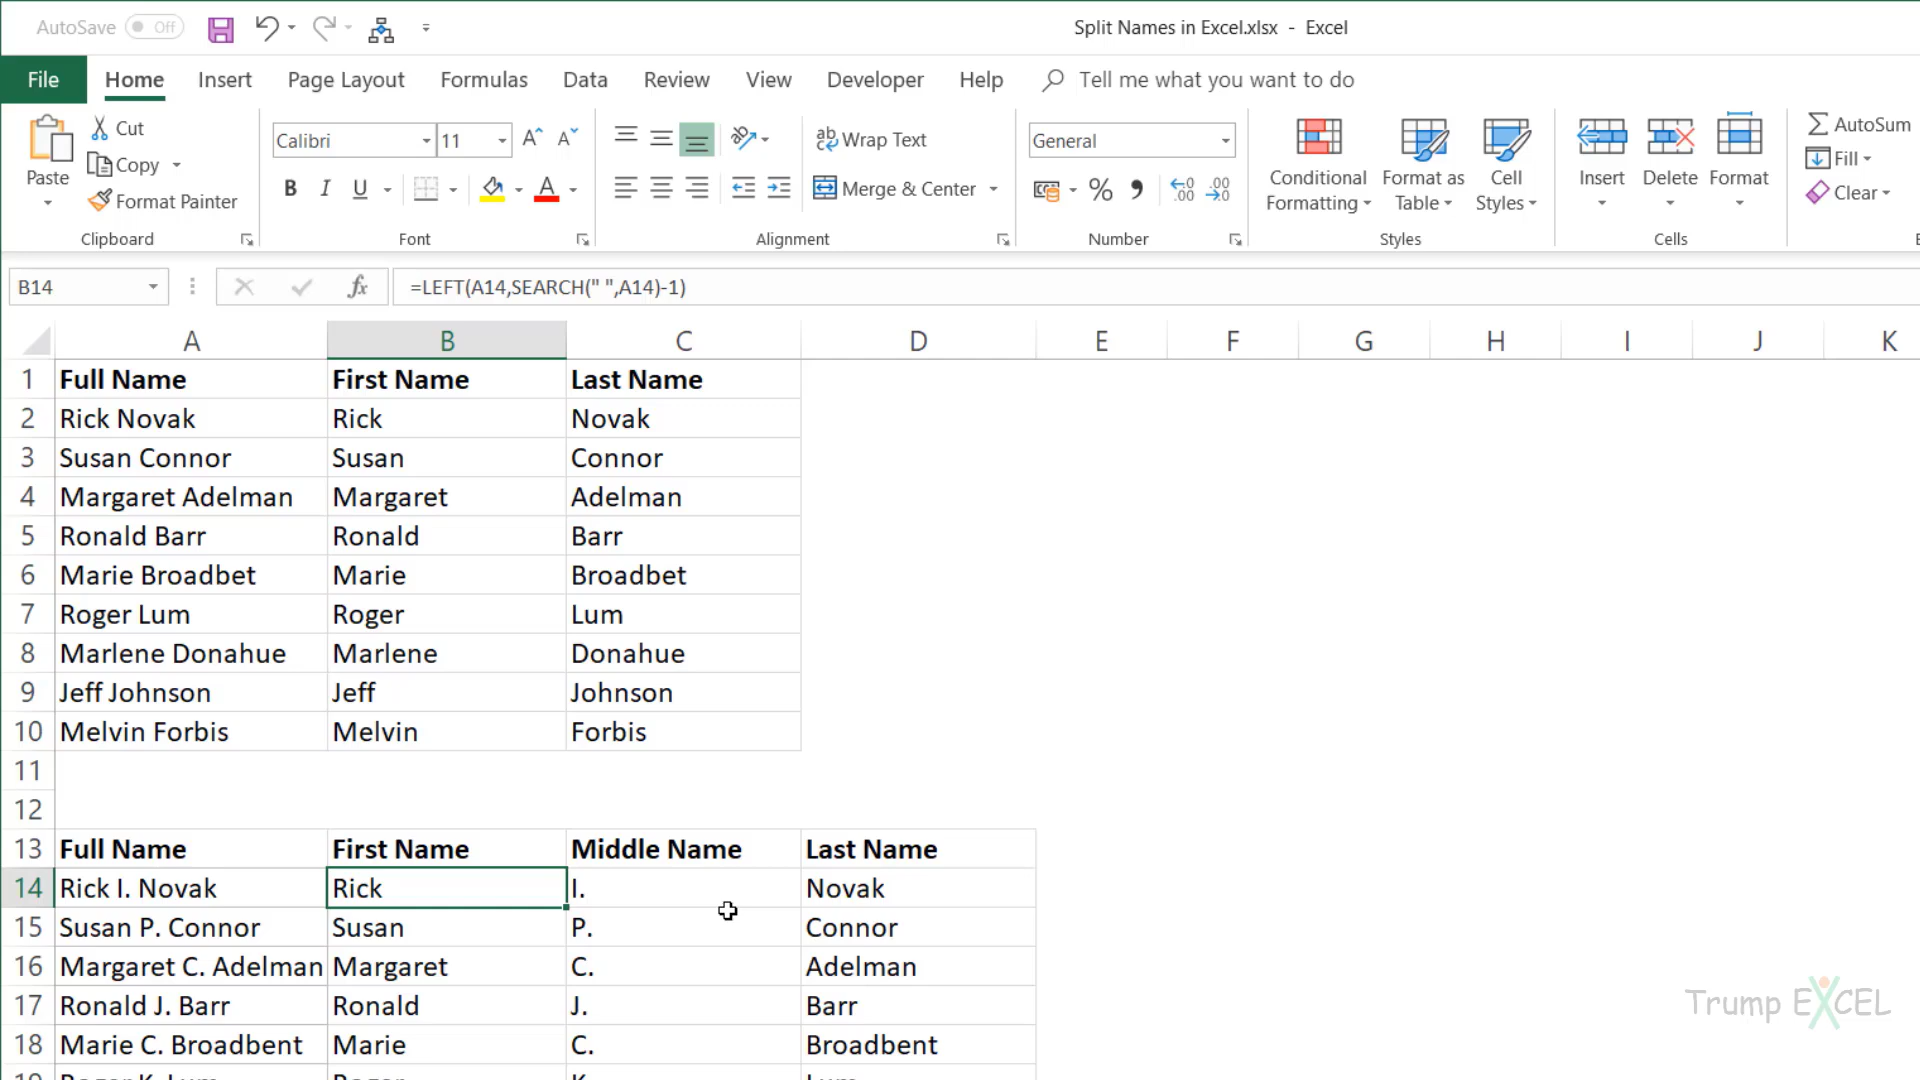 AutoSave Off Split Names in Excel.xlsx - Excel
File Home Insert Page Layout Formulas Data Review View Developer Help Tell me what you want to do
Paste Cut Copy Format Painter Clipboard
Calibri 11 A A B I U A Font
ab Wrap Text Merge & Center Alignment
General % 9 .00 .00 .0 Number
Conditional Formatting Format as Table Cell Styles Styles
Insert Delete Format Cells
AutoSum Fill Clear
B14 fx =LEFT(A14,SEARCH(" ",A14)-1)
A B C D E F G H I J K
1 Full Name First Name Last Name
2 Rick Novak Rick Novak
3 Susan Connor Susan Connor
4 Margaret Adelman Margaret Adelman
5 Ronald Barr Ronald Barr
6 Marie Broadbet Marie Broadbet
7 Roger Lum Roger Lum
8 Marlene Donahue Marlene Donahue
9 Jeff Johnson Jeff Johnson
10 Melvin Forbis Melvin Forbis
11
12
13 Full Name First Name Middle Name Last Name
14 Rick I. Novak Rick I. Novak
15 Susan P. Connor Susan P. Connor
16 Margaret C. Adelman Margaret C. Adelman
17 Ronald J. Barr Ronald J. Barr
18 Marie C. Broadbent Marie C. Broadbent
Trump EXCEL